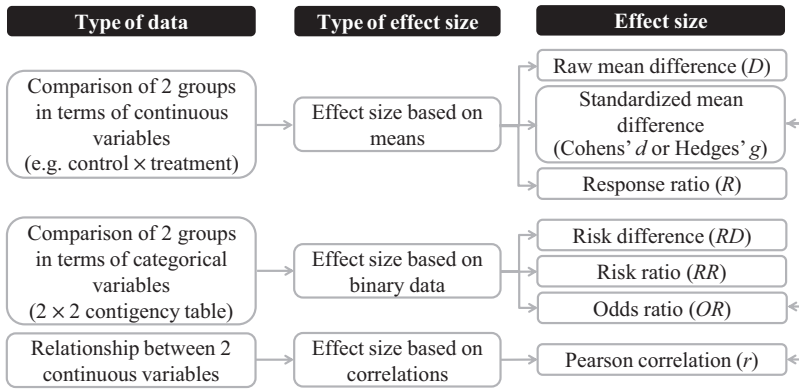 Type of data
Type of effect size
Effect size
Comparison of 2 groups
in terms of continuous
variables
(e.g. control × treatment)
Effect size based on
means
Raw mean difference (D)
Standardized mean
difference
(Cohens’ d or Hedges’ g)
Response ratio (R)
Comparison of 2 groups
in terms of categorical
variables
(2 × 2 contigency table)
Effect size based on
binary data
Risk difference (RD)
Risk ratio (RR)
Odds ratio (OR)
Relationship between 2
continuous variables
Effect size based on
correlations
Pearson correlation (r)